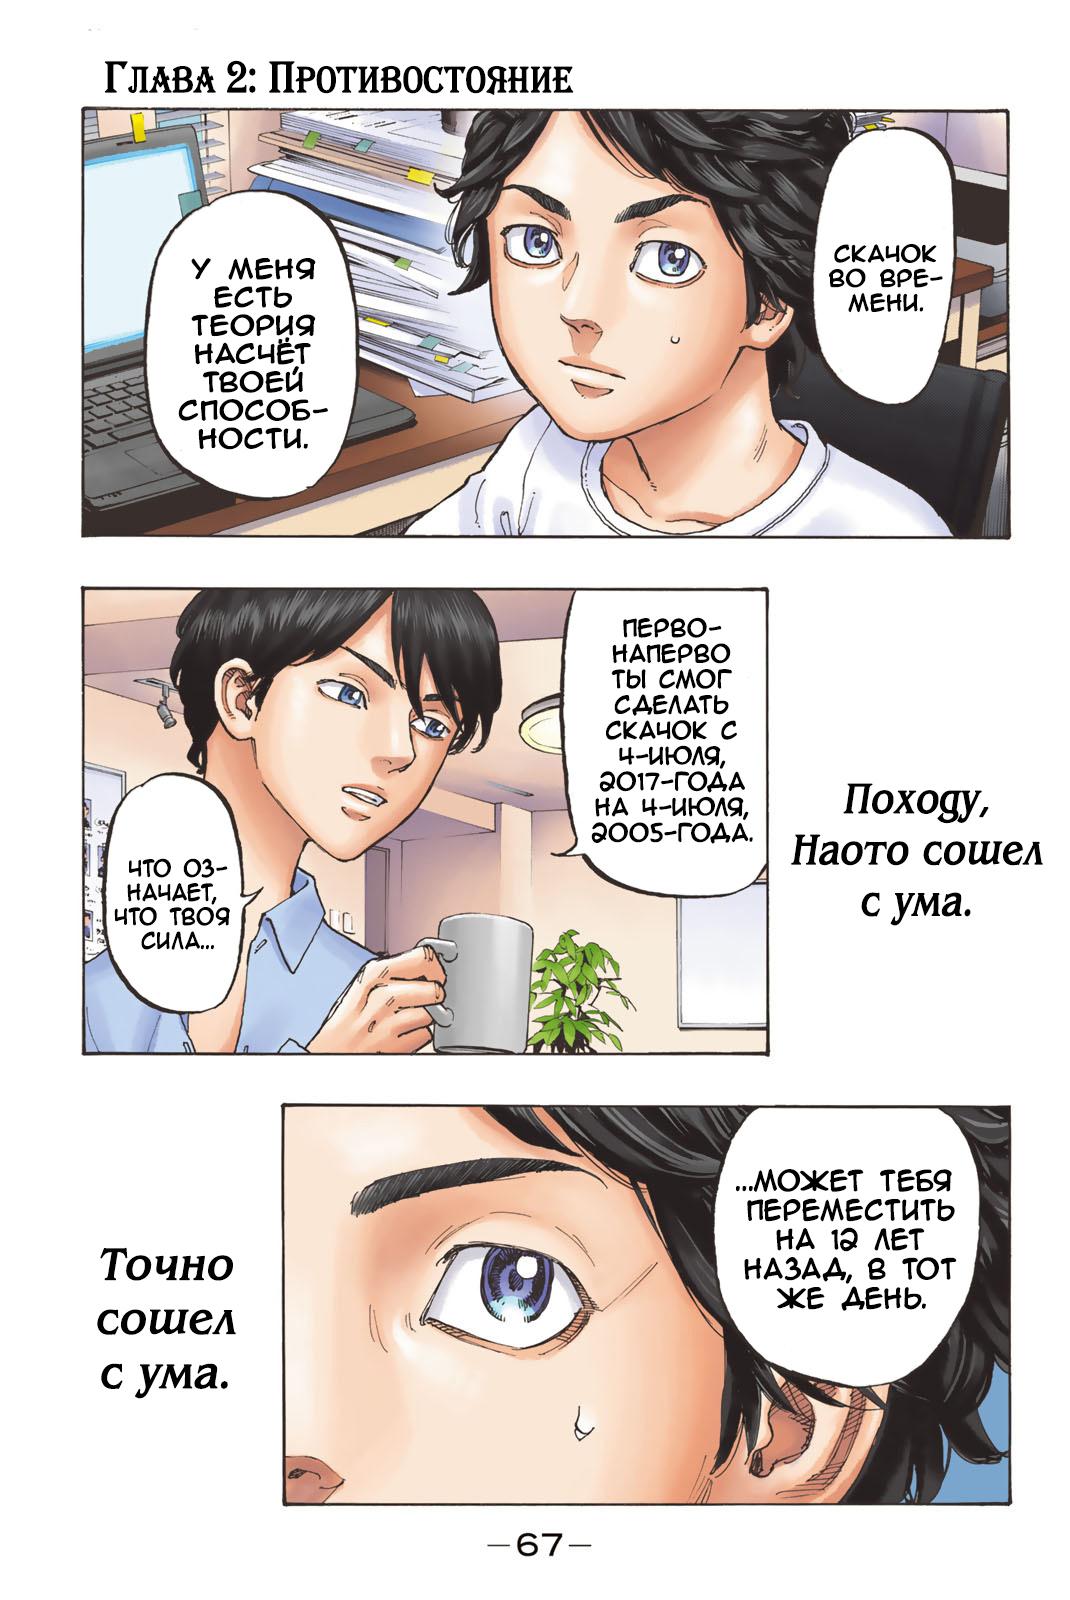 Глава 2: Противостояние
СКАЧОК
ВО ВРЕ-
МЕНИ.
У МЕНЯ
ЕСТЬ
ТЕОРИЯ
НАСЧЁТ
ТВОЕЙ
СПОСОБ-
НОСТИ.
ПЕРВО-
НАПЕРВО
ТЫ СМОГ
СДЕЛАТЬ
СКАЧОК С
4-ИЮЛЯ,
2017-ГОДА
НА 4-ИЮЛЯ,
2005-ГОДА.
ЧТО ОЗ-
НАЧАЕТ,
ЧТО ТВОЯ
СИЛА...
Походу,
Наото сошел
с ума.
...МОЖЕТ ТЕБЯ
ПЕРЕМЕСТИТЬ
НА 12 ЛЕТ
НАЗАД, В ТОТ
ЖЕ ДЕНЬ.
Точно
сошел
с ума.
—67—